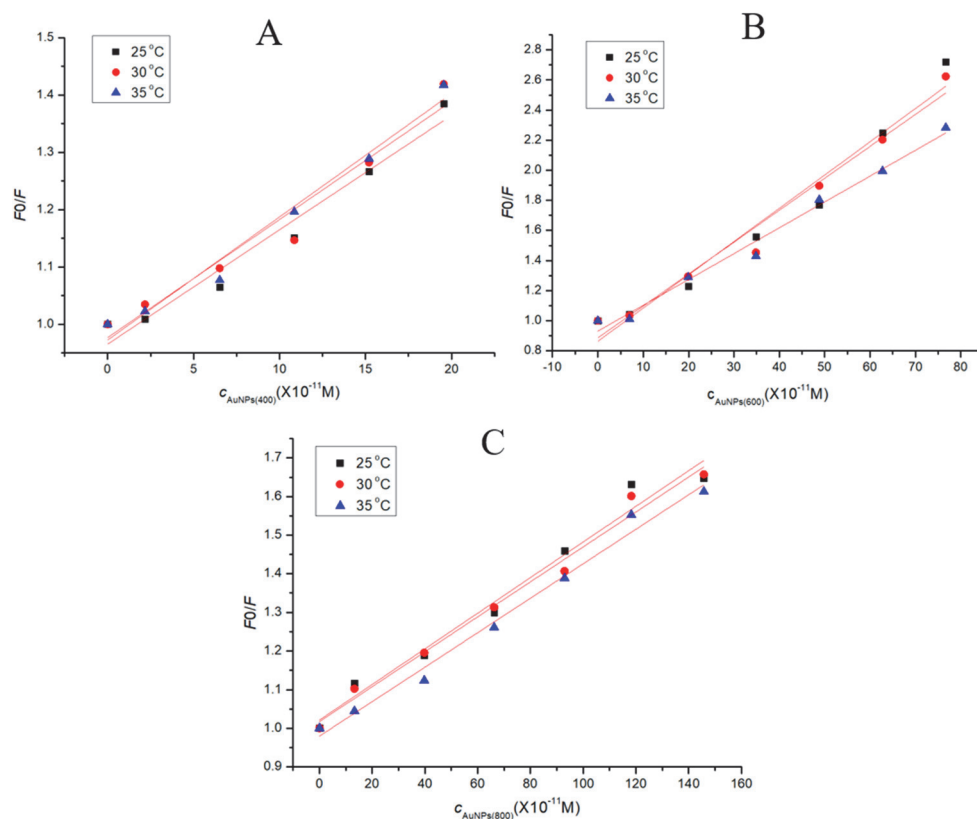 A
25°C
30°C
35°C
F0/F
1.5
1.4
1.3
1.2
1.1
1.0
0 5 10 15 20
cAuNPs(400)(X10-11M)
B
25°C
30°C
35°C
F0/F
2.8
2.6
2.4
2.2
2.0
1.8
1.6
1.4
1.2
1.0
0.8
-10 0 10 20 30 40 50 60 70 80
cAuNPs(600)(X10-11M)
C
25°C
30°C
35°C
F0/F
1.7
1.6
1.5
1.4
1.3
1.2
1.1
1.0
0.9
0 20 40 60 80 100 120 140 160
cAuNPs(800)(X10-11M)